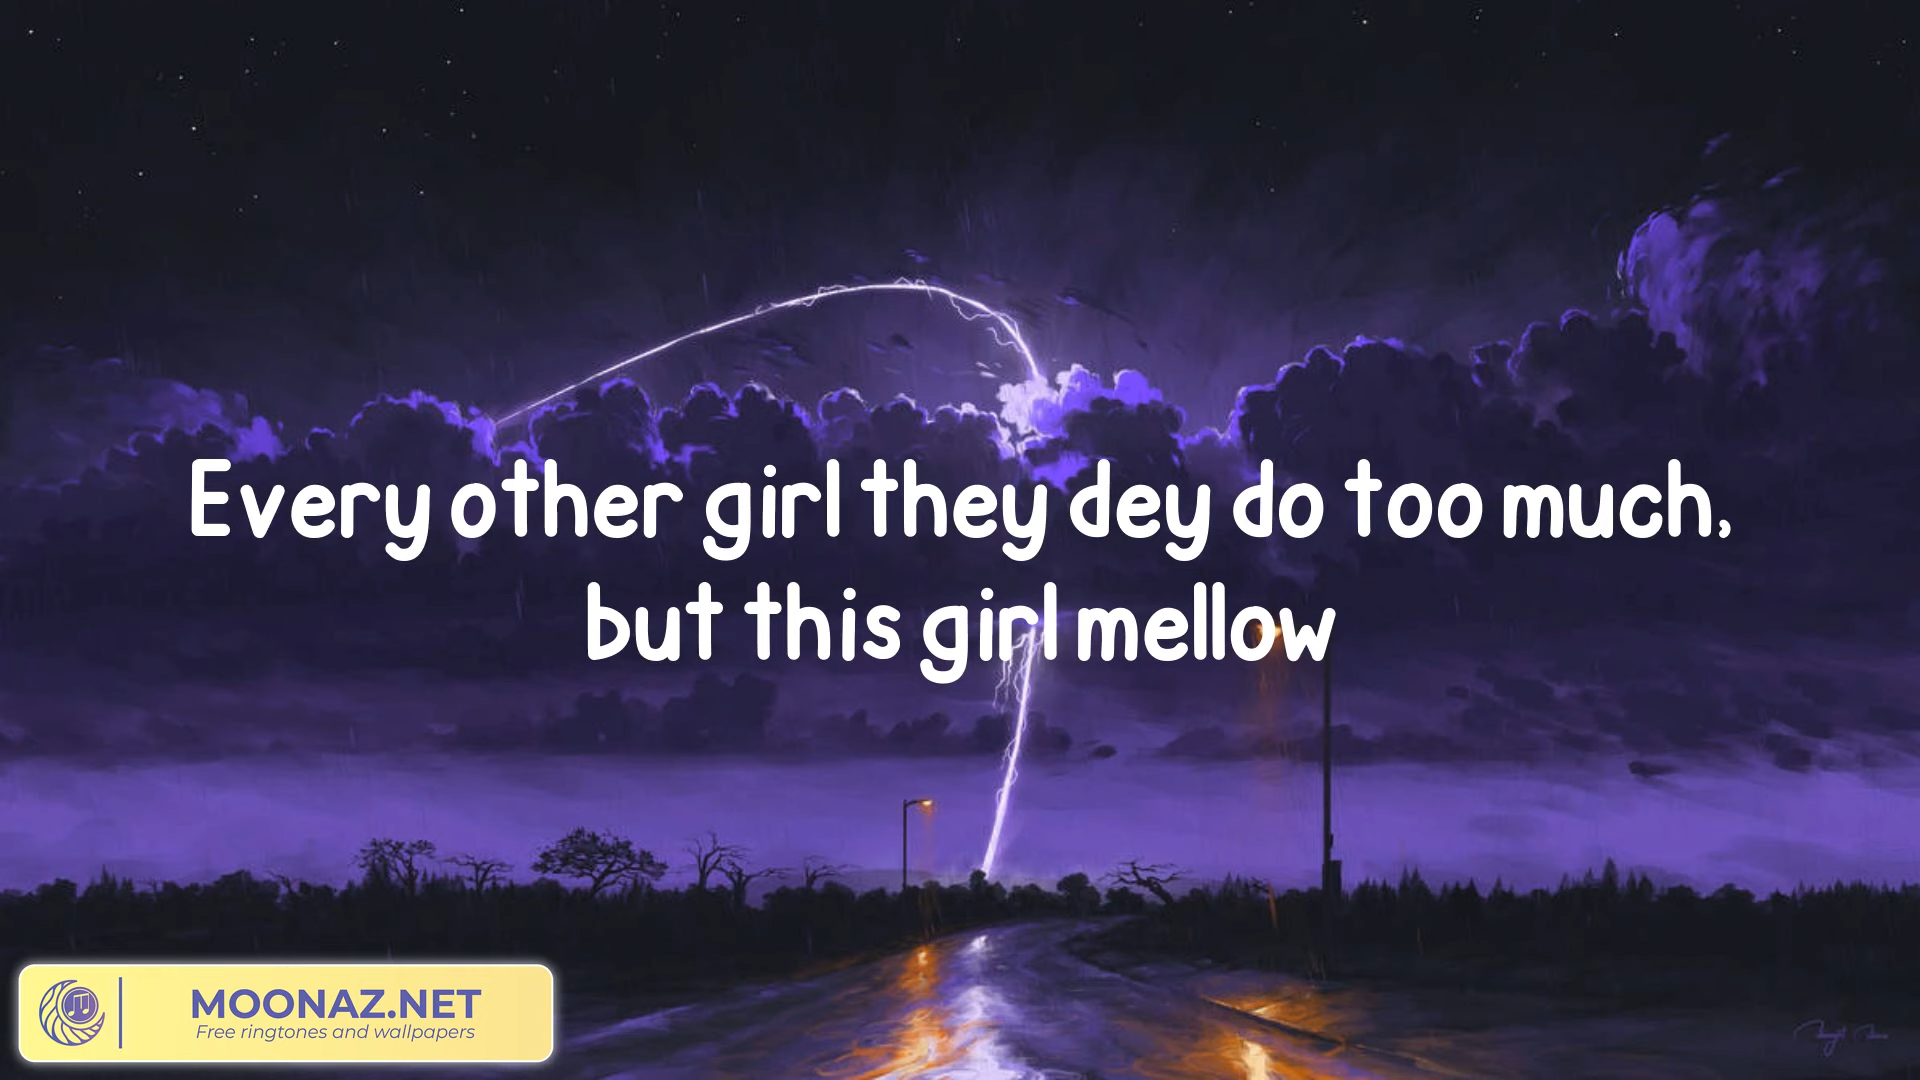 Every other girl they dey do too much,
but this girl mellow
MOONAZ.NET
Free ringtones and wallpapers